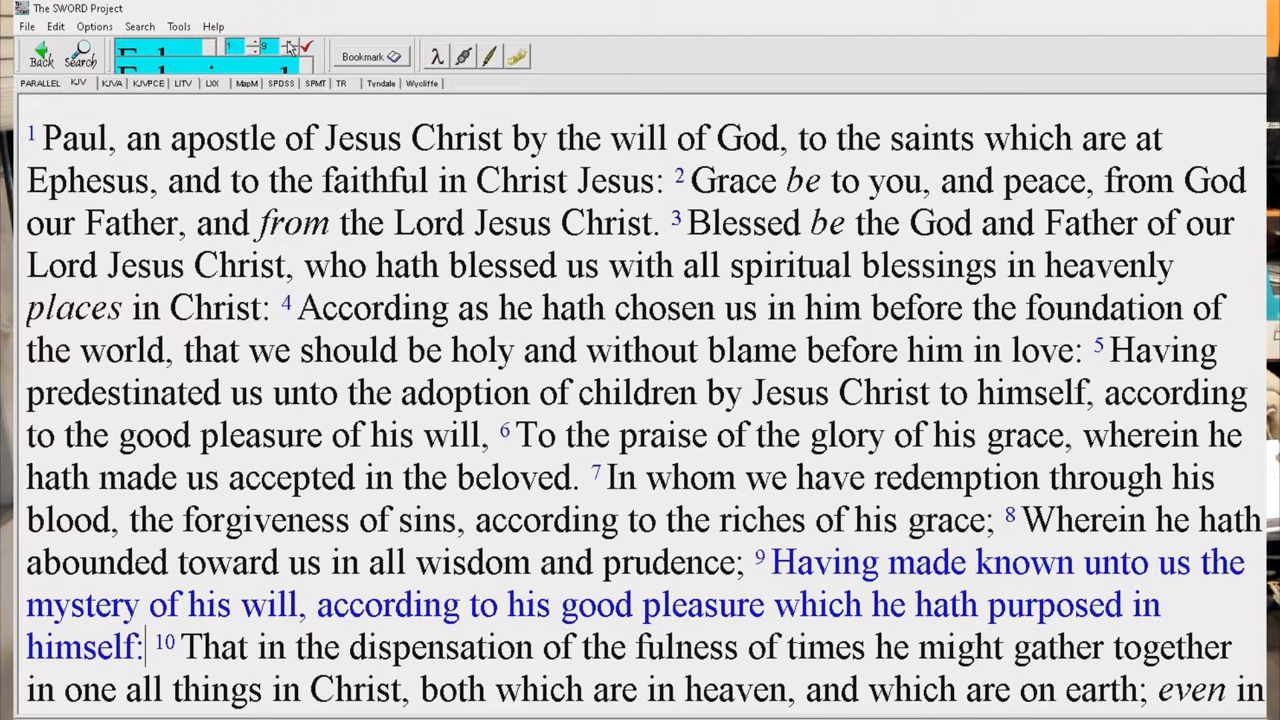 The SWORD Project
File Edit Options Search Tools Help
Back Search 1 9 Bookmark λ
PARALLEL KJV KJVA KJVPCE LITV LXX MapM SPDSS SPMT TR Tyndale Wycliffe
1 Paul, an apostle of Jesus Christ by the will of God, to the saints which are at
Ephesus, and to the faithful in Christ Jesus: 2 Grace be to you, and peace, from God
our Father, and from the Lord Jesus Christ. 3 Blessed be the God and Father of our
Lord Jesus Christ, who hath blessed us with all spiritual blessings in heavenly
places in Christ: 4 According as he hath chosen us in him before the foundation of
the world, that we should be holy and without blame before him in love: 5 Having
predestinated us unto the adoption of children by Jesus Christ to himself, according
to the good pleasure of his will, 6 To the praise of the glory of his grace, wherein he
hath made us accepted in the beloved. 7 In whom we have redemption through his
blood, the forgiveness of sins, according to the riches of his grace; 8 Wherein he hath
abounded toward us in all wisdom and prudence; 9 Having made known unto us the
mystery of his will, according to his good pleasure which he hath purposed in
himself: 10 That in the dispensation of the fulness of times he might gather together
in one all things in Christ, both which are in heaven, and which are on earth; even in